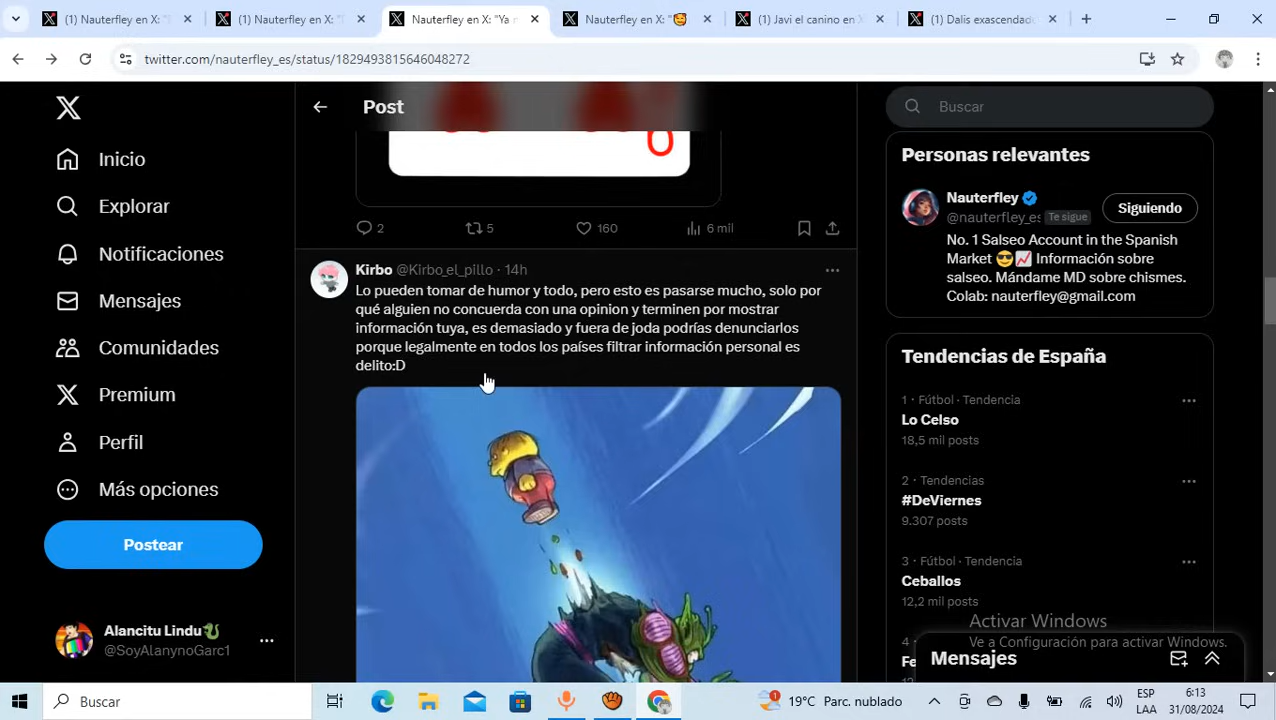 (1) Nauterfley en X: "E
(1) Nauterfley en X: "D
Nauterfley en X: "Ya n
Nauterfley en X: "🥰
(1) Javi el canino en X
(1) Dalis exascendad
twitter.com/nauterfley_es/status/1829493815646048272
Inicio
Explorar
Notificaciones
Mensajes
Comunidades
Premium
Perfil
Más opciones
Postear
Alancitu Lindu🐉
@SoyAlanynoGarc1
Post
2
5
160
6 mil
Kirbo @Kirbo_el_pillo · 14h
Lo pueden tomar de humor y todo, pero esto es pasarse mucho, solo por
qué alguien no concuerda con una opinion y terminen por mostrar
información tuya, es demasiado y fuera de joda podrías denunciarlos
porque legalmente en todos los países filtrar información personal es
delito:D
Buscar
Personas relevantes
Nauterfley
@nauterfley_es Te sigue
Siguiendo
No. 1 Salseo Account in the Spanish
Market 😎📈 Información sobre
salseo. Mándame MD sobre chismes.
Colab: nauterfley@gmail.com
Tendencias de España
1 · Fútbol · Tendencia
Lo Celso
18,5 mil posts
2 · Tendencias
#DeViernes
9.307 posts
3 · Fútbol · Tendencia
Ceballos
12,2 mil posts
Activar Windows
Ve a Configuración para activar Windows.
4
Fe
Mensajes
Buscar
1
19°C Parc. nublado
ESP
LAA
6:13
31/08/2024